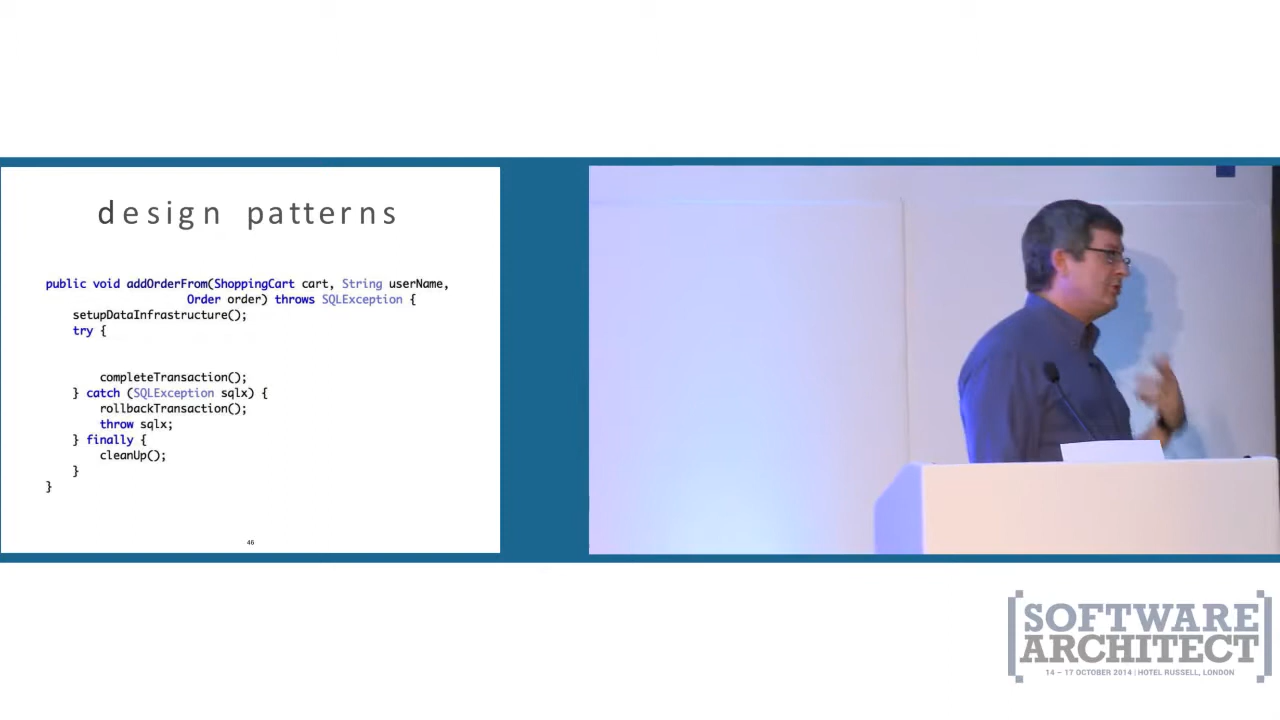 design patterns
public void addOrderFrom(ShoppingCart cart, String userName,
Order order) throws SQLException {
setupDataInfrastructure();
try {
completeTransaction();
} catch (SQLException sqlx) {
rollbackTransaction();
throw sqlx;
} finally {
cleanUp();
}
}
46
[SOFTWARE
ARCHITECT]
14 – 17 OCTOBER 2014 | HOTEL RUSSELL, LONDON